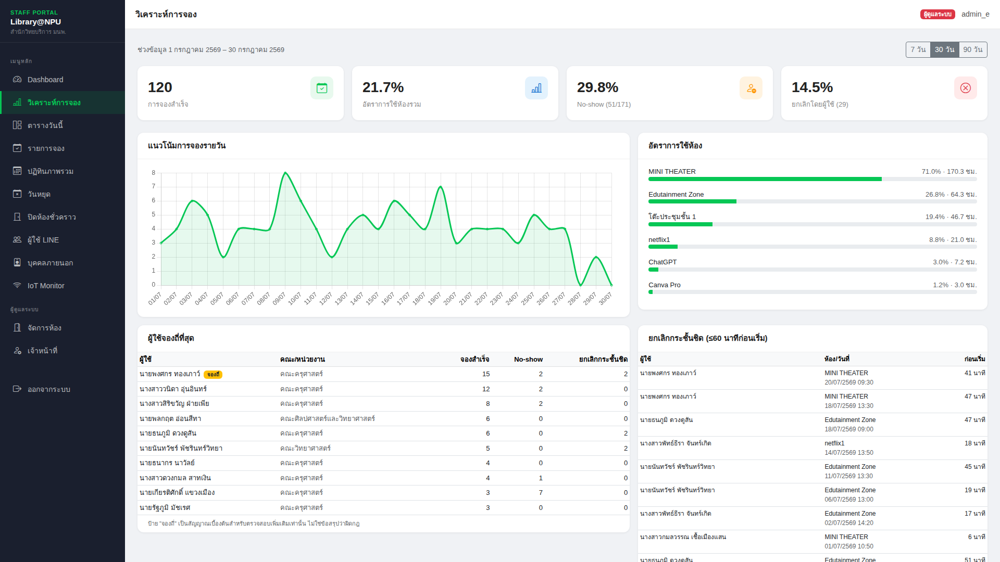 STAFF PORTAL
Library@NPU
สำนักวิทยบริการ มนพ.
เมนูหลัก
Dashboard
วิเคราะห์การจอง
ตารางวันนี้
รายการจอง
ปฏิทินภาพรวม
วันหยุด
ปิดห้องชั่วคราว
ผู้ใช้ LINE
บุคคลภายนอก
IoT Monitor
ผู้ดูแลระบบ
จัดการห้อง
เจ้าหน้าที่
ออกจากระบบ
วิเคราะห์การจอง
ผู้ดูแลระบบ admin_e
ช่วงข้อมูล 1 กรกฎาคม 2569 – 30 กรกฎาคม 2569
7 วัน 30 วัน 90 วัน
120
การจองสำเร็จ
21.7%
อัตราการใช้ห้องรวม
29.8%
No-show (51/171)
14.5%
ยกเลิกโดยผู้ใช้ (29)
แนวโน้มการจองรายวัน
8
7
6
5
4
3
2
1
0
01/07 02/07 03/07 04/07 05/07 06/07 07/07 08/07 09/07 10/07 11/07 12/07 13/07 14/07 15/07 16/07 17/07 18/07 19/07 20/07 21/07 22/07 23/07 24/07 25/07 26/07 27/07 28/07 29/07 30/07
อัตราการใช้ห้อง
MINI THEATER 71.0% · 170.3 ชม.
Edutainment Zone 26.8% · 64.3 ชม.
โต๊ะประชุมชั้น 1 19.4% · 46.7 ชม.
netflix1 8.8% · 21.0 ชม.
ChatGPT 3.0% · 7.2 ชม.
Canva Pro 1.2% · 3.0 ชม.
ผู้ใช้จองถี่ที่สุด
ผู้ใช้ คณะ/หน่วยงาน จองสำเร็จ No-show ยกเลิกกระชั้นชิด
นายพงศกร ทองเภาว์ จองถี่ คณะครุศาสตร์ 15 2 2
นางสาววนิดา อุ่นอินทร์ คณะครุศาสตร์ 12 2 0
นางสาวสิริขวัญ ฝ่ายเพีย คณะครุศาสตร์ 8 2 0
นายพลกฤต อ่อนสีทา คณะศิลปศาสตร์และวิทยาศาสตร์ 6 0 0
นายธนภูมิ ดวงดูสัน คณะครุศาสตร์ 6 0 2
นายนันทวัชร์ พัชรินทร์วิทยา คณะวิทยาศาสตร์ 5 0 2
นายธนากร นาวัลย์ คณะครุศาสตร์ 4 0 0
นางสาวดวงกมล สาทเงิน คณะครุศาสตร์ 4 1 0
นายเกียรติศักดิ์ แขวงเมือง คณะครุศาสตร์ 3 7 0
นายรัฐภูมิ มัชเรศ คณะครุศาสตร์ 3 0 0
ป้าย "จองถี่" เป็นสัญญาณเบื้องต้นสำหรับตรวจสอบเพิ่มเติมเท่านั้น ไม่ใช่ข้อสรุปว่าผิดกฎ
ยกเลิกกระชั้นชิด (≤60 นาทีก่อนเริ่ม)
ผู้ใช้ ห้อง/วันที่ ก่อนเริ่ม
นายพงศกร ทองเภาว์ MINI THEATER 41 นาที
20/07/2569 09:30
นายพงศกร ทองเภาว์ MINI THEATER 47 นาที
18/07/2569 13:30
นายธนภูมิ ดวงดูสัน Edutainment Zone 47 นาที
18/07/2569 09:00
นางสาวพัทธ์ธีรา จันทร์เกิด netflix1 18 นาที
14/07/2569 13:50
นายนันทวัชร์ พัชรินทร์วิทยา Edutainment Zone 45 นาที
11/07/2569 13:30
นายนันทวัชร์ พัชรินทร์วิทยา Edutainment Zone 19 นาที
06/07/2569 13:00
นางสาวพัทธ์ธีรา จันทร์เกิด Edutainment Zone 17 นาที
02/07/2569 14:20
นางสาวกมลวรรณ เชื้อเมืองแสน MINI THEATER 6 นาที
01/07/2569 10:50
นายธนภูมิ ดวงดูสัน Edutainment Zone 51 นาที